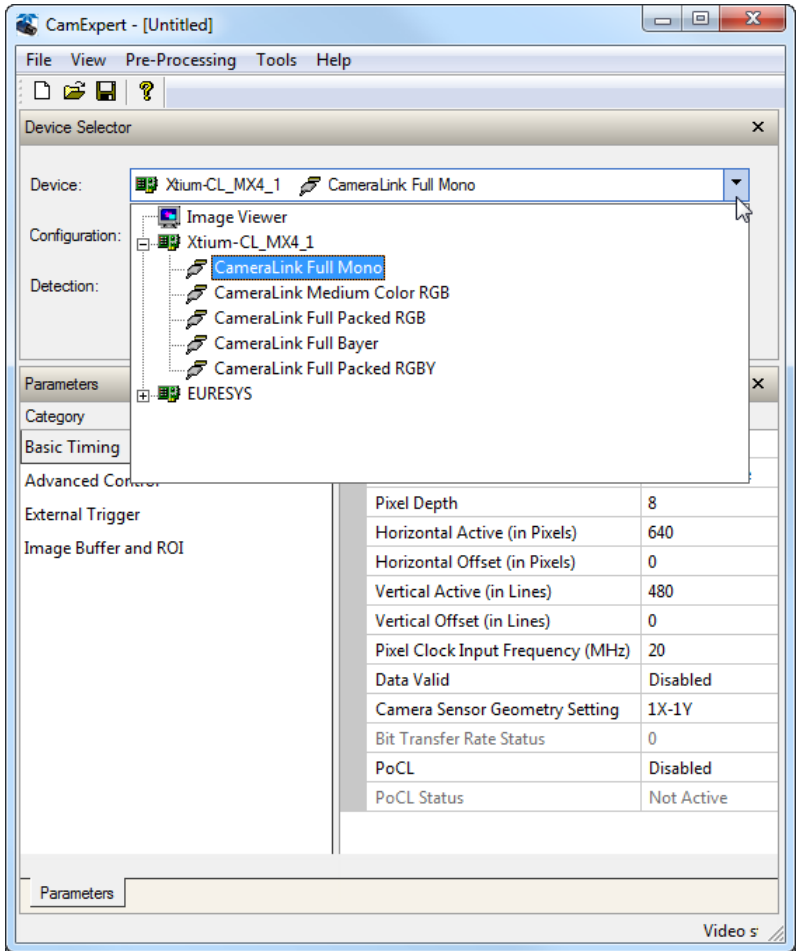 CamExpert - [Untitled]
File View Pre-Processing Tools Help
Device Selector
Device: Xtium-CL_MX4_1 CameraLink Full Mono
Image Viewer
Configuration:
Xtium-CL_MX4_1
CameraLink Full Mono
Detection:
CameraLink Medium Color RGB
CameraLink Full Packed RGB
CameraLink Full Bayer
CameraLink Full Packed RGBY
EURESYS
Parameters
Category
Basic Timing
Advanced Control
External Trigger
Image Buffer and ROI
Pixel Depth 8
Horizontal Active (in Pixels) 640
Horizontal Offset (in Pixels) 0
Vertical Active (in Lines) 480
Vertical Offset (in Lines) 0
Pixel Clock Input Frequency (MHz) 20
Data Valid Disabled
Camera Sensor Geometry Setting 1X-1Y
Bit Transfer Rate Status 0
PoCL Disabled
PoCL Status Not Active
Parameters
Video s